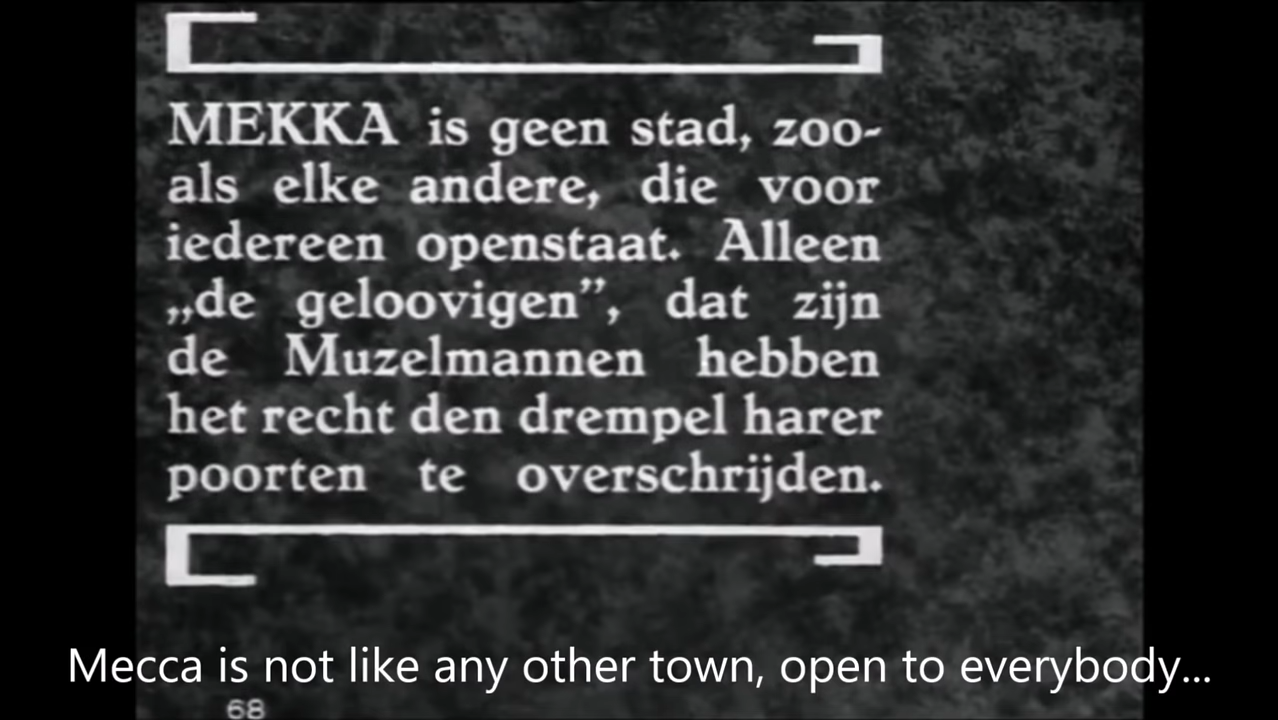 MEKKA is geen stad, zoo-
als elke andere, die voor
iedereen openstaat. Alleen
„de geloovigen”, dat zijn
de Muzelmannen hebben
het recht den drempel harer
poorten te overschrijden.
Mecca is not like any other town, open to everybody...
68